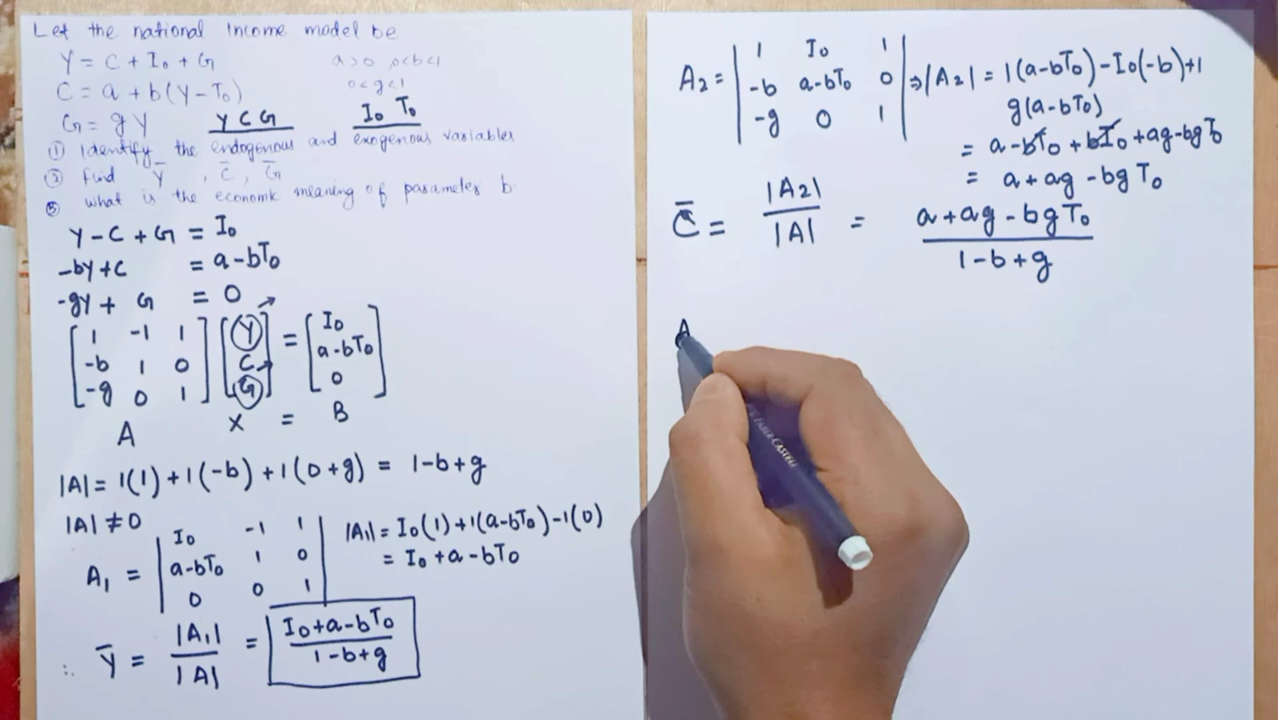 Let the national Income model be
Y = C + I₀ + G a>0 , 0<b<1
C = a + b(Y-T₀) 0<g<1
G = gY Y C G I₀ T₀
① Identify the endogenous and exogenous variables
② Find Y̅ , C̅ , G̅
③ what is the economic meaning of parameter b.
Y-C+G = I₀
-bY+C = a-bT₀
-gY+ G = 0
[1 -1 1] [Y] = [I₀]
[-b 1 0] [C] [a-bT₀]
[-g 0 1] [G] [0]
A X = B
|A| = 1(1)+1(-b)+1(0+g) = 1-b+g
|A| ≠ 0
A₁ = | I₀ -1 1 |
| a-bT₀ 1 0 |
| 0 0 1 |
|A₁| = I₀(1)+1(a-bT₀)-1(0)
= I₀+a-bT₀
∴ Y̅ = |A₁| / |A| = I₀+a-bT₀ / 1-b+g
A₂ = | 1 I₀ 1 |
| -b a-bT₀ 0 |
| -g 0 1 |
⇒ |A₂| = 1(a-bT₀)-I₀(-b)+1
g(a-bT₀)
= a-bT₀+bI₀+ag-bgT₀
= a+ag-bgT₀
C̅ = |A₂| / |A| = a+ag-bgT₀ / 1-b+g
A